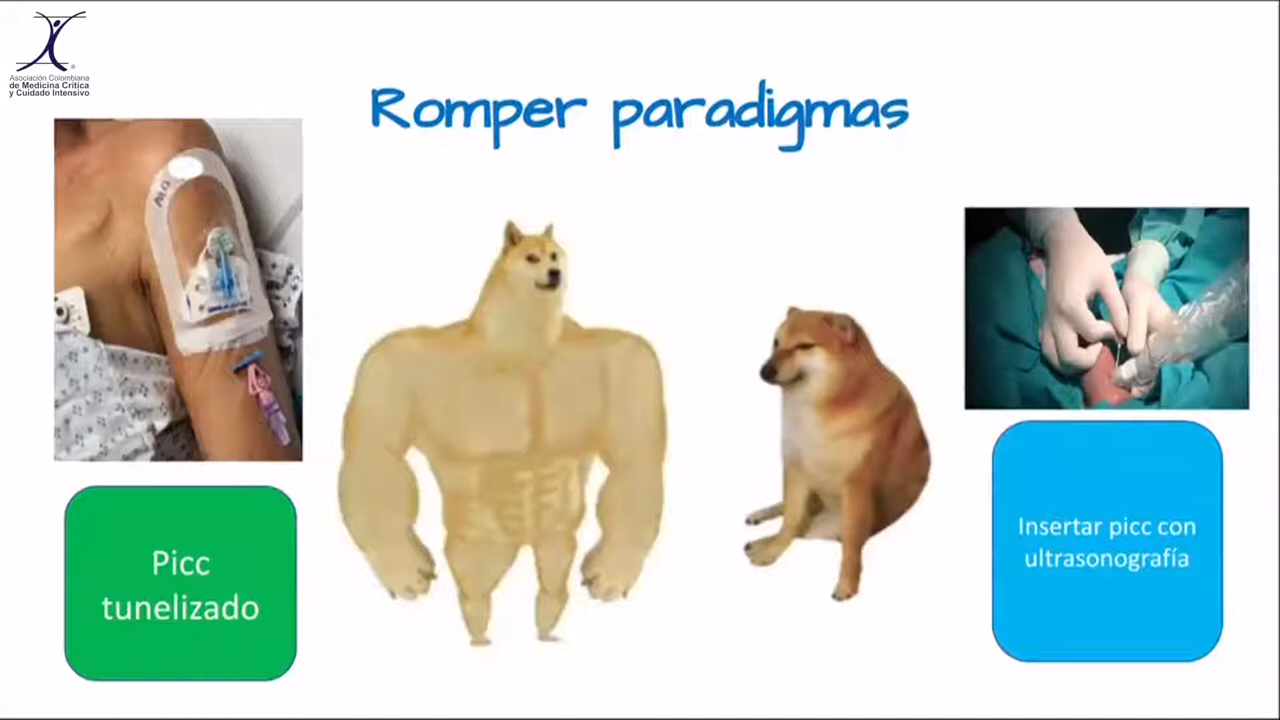 Asociación Colombiana
de Medicina Crítica
y Cuidado Intensivo
Romper paradigmas
Picc
tunelizado
Insertar picc con
ultrasonografía